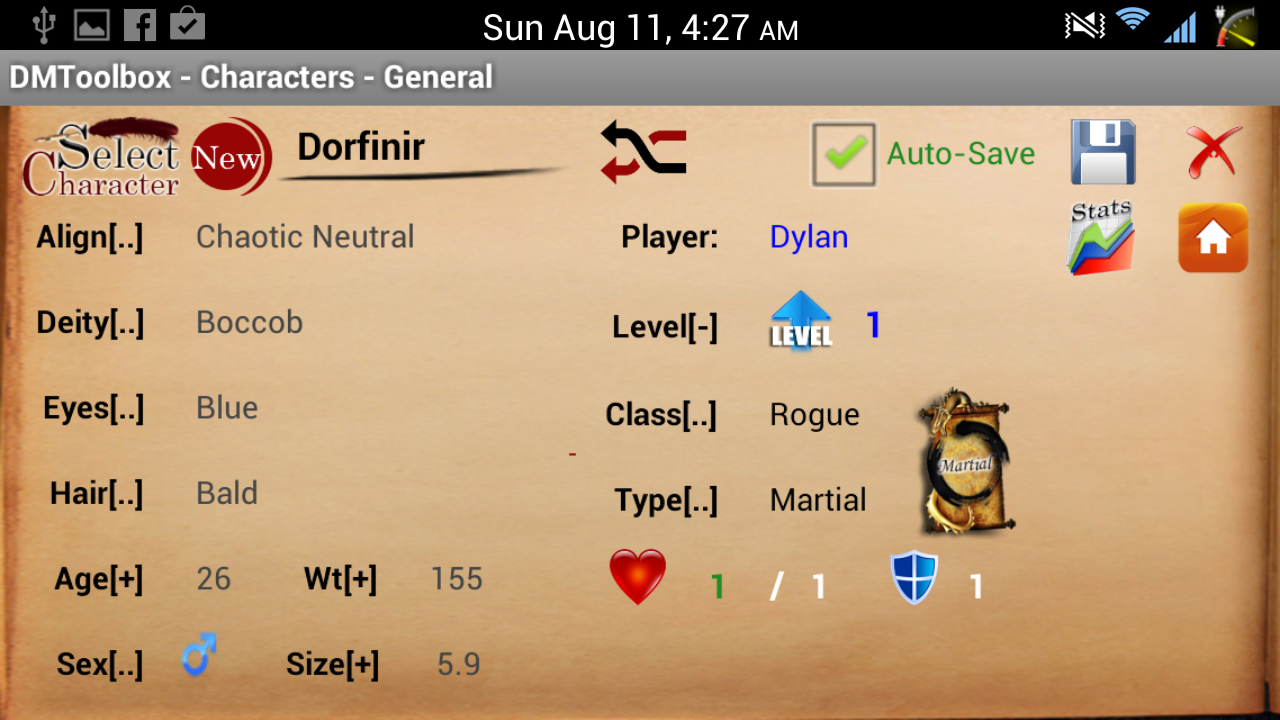 Sun Aug 11, 4:27 AM
DMToolbox - Characters - General
Select Character New Dorfinir Auto-Save
Stats
Align[..] Chaotic Neutral Player: Dylan
Deity[..] Boccob Level[-] LEVEL 1
Eyes[..] Blue Class[..] Rogue
Martial
Hair[..] Bald Type[..] Martial
Age[+] 26 Wt[+] 155 1 / 1 1
Sex[..] Size[+] 5.9